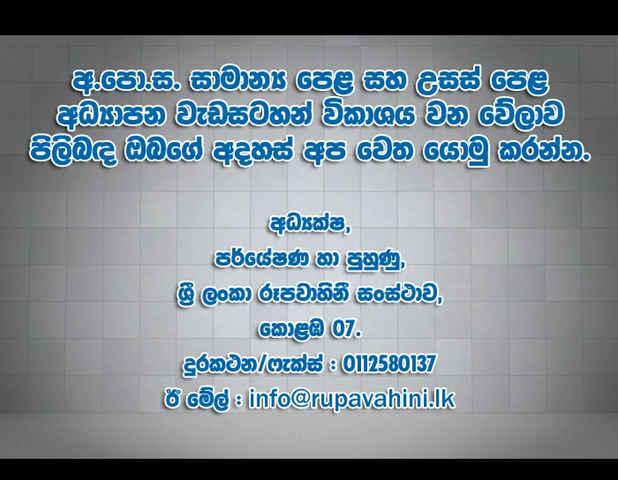 අ.පො.ස. සාමාන්‍ය පෙළ සහ උසස් පෙළ
අධ්‍යාපන වැඩසටහන් විකාශය වන වේලාව
පිලිබඳ ඔබගේ අදහස් අප වෙත යොමු කරන්න.
අධ්‍යක්ෂ,
පර්යේෂණ හා පුහුණු,
ශ්‍රී ලංකා රූපවාහිනී සංස්ථාව,
කොළඹ 07.
දුරකථන/ෆැක්ස් : 0112580137
ඊ මේල් : info@rupavahini.lk